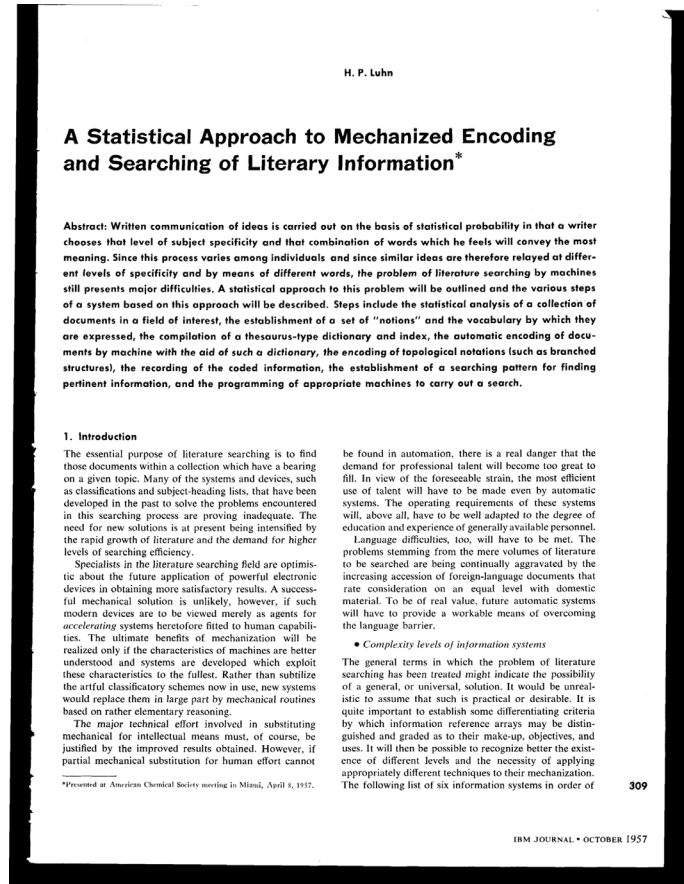 H. P. Luhn
A Statistical Approach to Mechanized Encoding
and Searching of Literary Information*
Abstract: Written communication of ideas is carried out on the basis of statistical probability in that a writer
chooses that level of subject specificity and that combination of words which he feels will convey the most
meaning. Since this process varies among individuals and since similar ideas are therefore relayed at differ-
ent levels of specificity and by means of different words, the problem of literature searching by machines
still presents major difficulties. A statistical approach to this problem will be outlined and the various steps
of a system based on this approach will be described. Steps include the statistical analysis of a collection of
documents in a field of interest, the establishment of a set of "notions" and the vocabulary by which they
are expressed, the compilation of a thesaurus-type dictionary and index, the automatic encoding of docu-
ments by machine with the aid of such a dictionary, the encoding of topological notations (such as branched
structures), the recording of the coded information, the establishment of a searching pattern for finding
pertinent information, and the programming of appropriate machines to carry out a search.
1. Introduction
The essential purpose of literature searching is to find
those documents within a collection which have a bearing
on a given topic. Many of the systems and devices, such
as classifications and subject-heading lists, that have been
developed in the past to solve the problems encountered
in this searching process are proving inadequate. The
need for new solutions is at present being intensified by
the rapid growth of literature and the demand for higher
levels of searching efficiency.
Specialists in the literature searching field are optimis-
tic about the future application of powerful electronic
devices in obtaining more satisfactory results. A success-
ful mechanical solution is unlikely, however, if such
modern devices are to be viewed merely as agents for
accelerating systems heretofore fitted to human capabili-
ties. The ultimate benefits of mechanization will be
realized only if the characteristics of machines are better
understood and systems are developed which exploit
these characteristics to the fullest. Rather than subtilize
the artful classificatory schemes now in use, new systems
would replace them in large part by mechanical routines
based on rather elementary reasoning.
The major technical effort involved in substituting
mechanical for intellectual means must, of course, be
justified by the improved results obtained. However, if
partial mechanical substitution for human effort cannot
*Presented at American Chemical Society meeting in Miami, April 8, 1957.
be found in automation, there is a real danger that the
demand for professional talent will become too great to
fill. In view of the foreseeable strain, the most efficient
use of talent will have to be made even by automatic
systems. The operating requirements of these systems
will, above all, have to be well adapted to the degree of
education and experience of generally available personnel.
Language difficulties, too, will have to be met. The
problems stemming from the mere volumes of literature
to be searched are being continually aggravated by the
increasing accession of foreign-language documents that
rate consideration on an equal level with domestic
material. To be of real value, future automatic systems
will have to provide a workable means of overcoming
the language barrier.
• Complexity levels of information systems
The general terms in which the problem of literature
searching has been treated might indicate the possibility
of a general, or universal, solution. It would be unreal-
istic to assume that such is practical or desirable. It is
quite important to establish some differentiating criteria
by which information reference arrays may be distin-
guished and graded as to their make-up, objectives, and
uses. It will then be possible to recognize better the exist-
ence of different levels and the necessity of applying
appropriately different techniques to their mechanization.
The following list of six information systems in order of
309
IBM JOURNAL • OCTOBER 1957